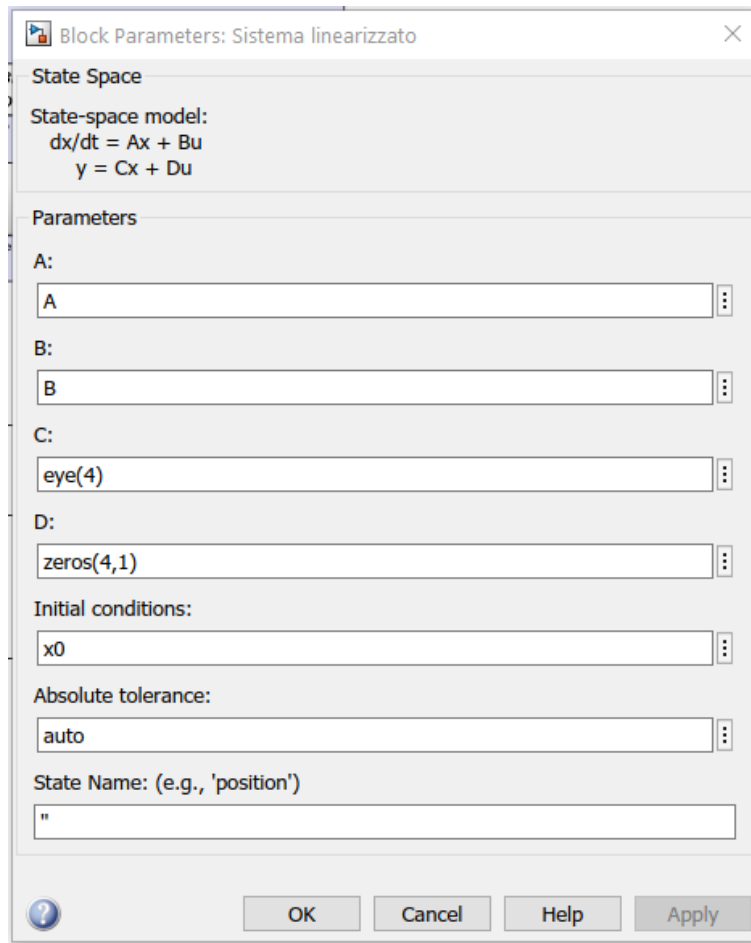 Block Parameters: Sistema linearizzato
State Space
State-space model:
dx/dt = Ax + Bu
y = Cx + Du
Parameters
A:
A
B:
B
C:
eye(4)
D:
zeros(4,1)
Initial conditions:
x0
Absolute tolerance:
auto
State Name: (e.g., 'position')
''
OK Cancel Help Apply